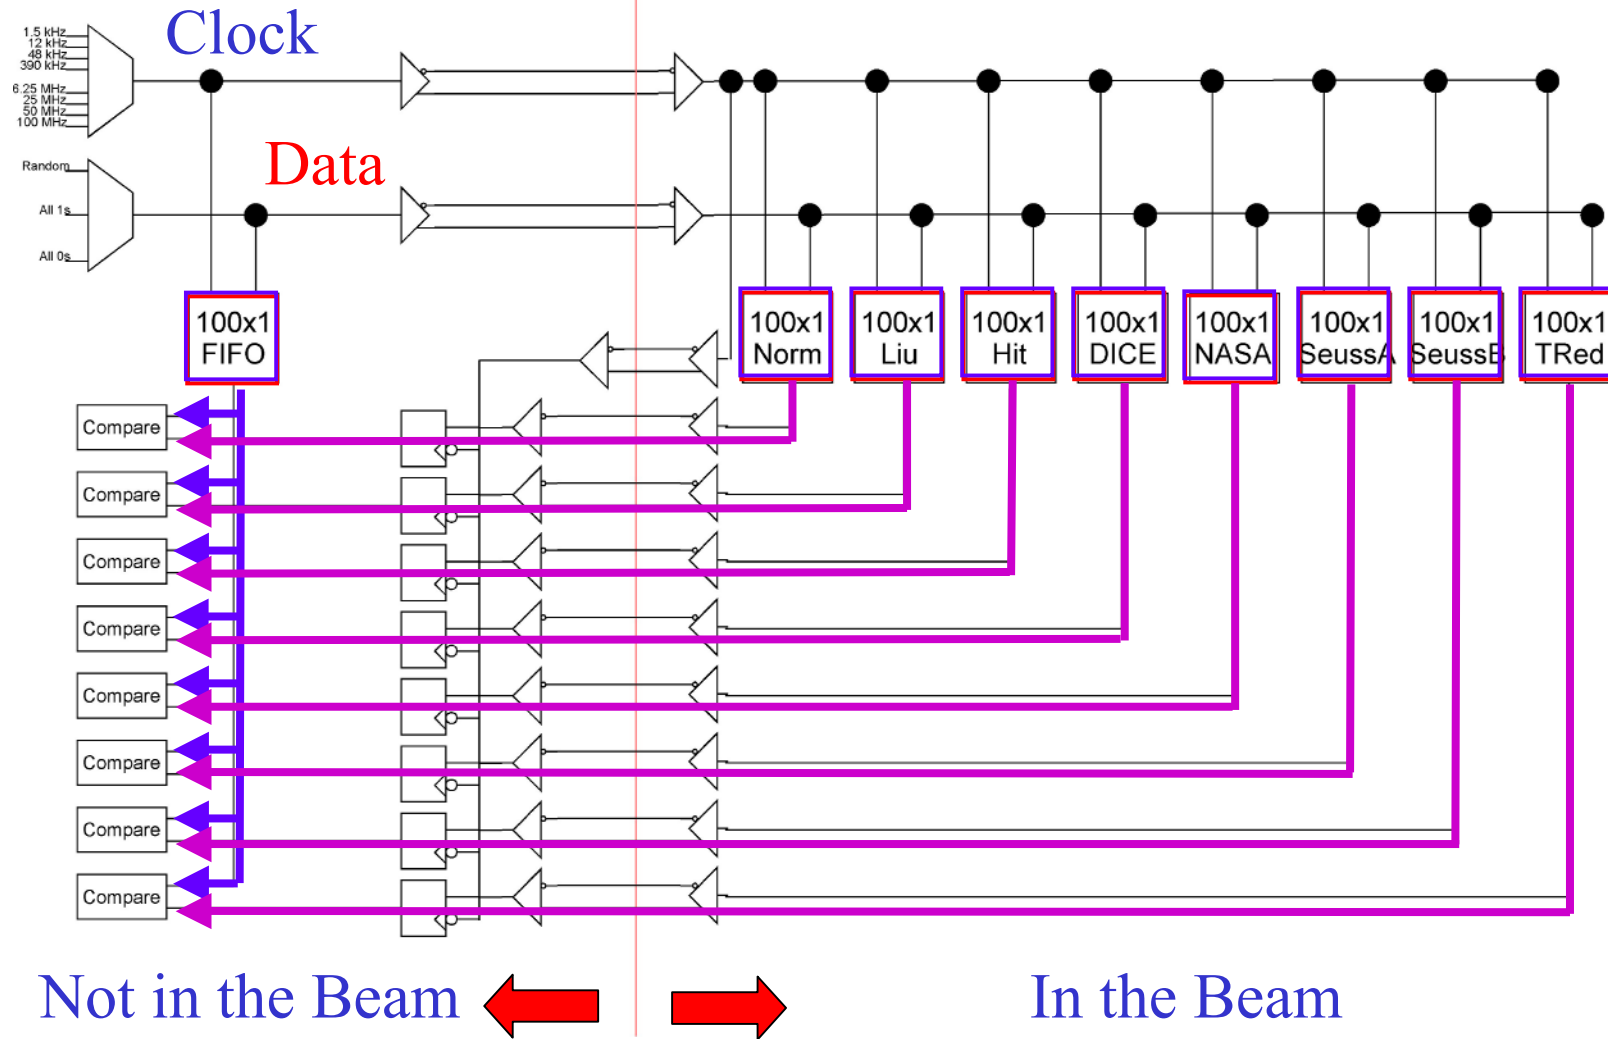 Clock
1.5 kHz
12 kHz
48 kHz
390 kHz
6.25 MHz
25 MHz
50 MHz
100 MHz
Data
Random
All 1s
All 0s
100x1
FIFO
100x1
Norm
100x1
Liu
100x1
Hit
100x1
DICE
100x1
NASA
100x1
SeussA
100x1
SeussB
100x1
TRed
Compare
Compare
Compare
Compare
Compare
Compare
Compare
Compare
Not in the Beam
In the Beam